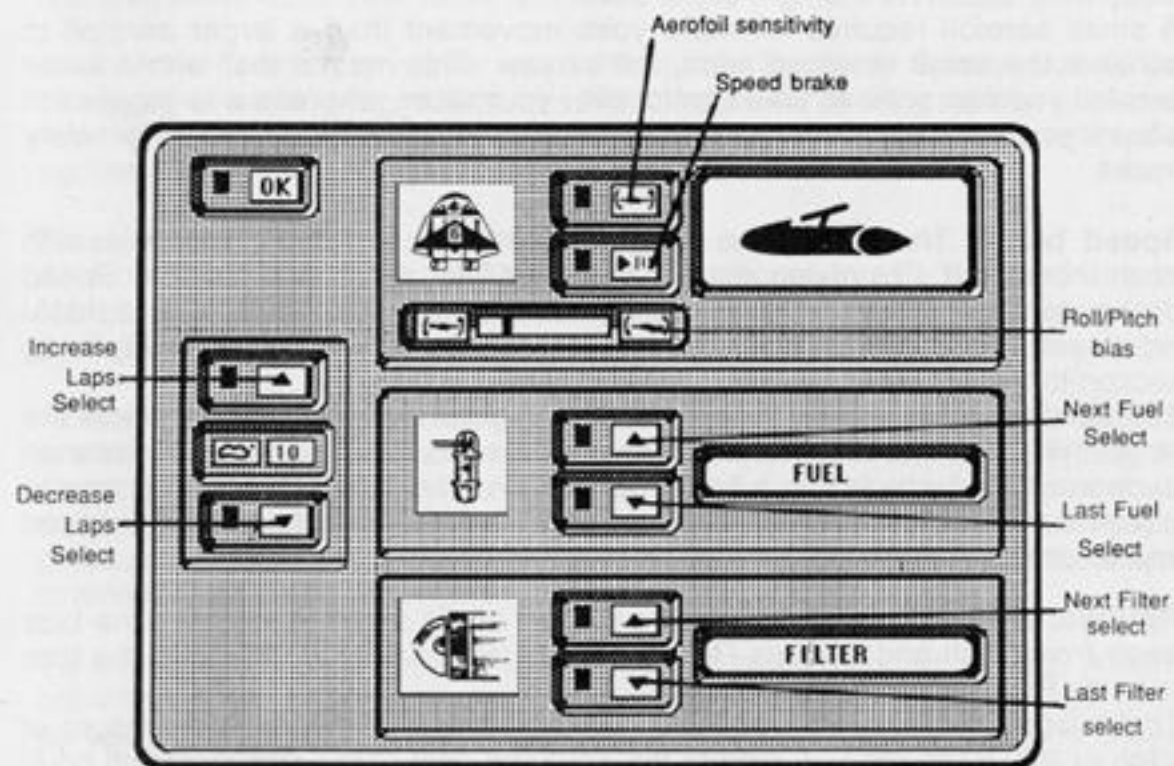 Aerofoil sensitivity
Speed brake
OK
Roll/Pitch
bias
Increase
Laps
Select
10
Decrease
Laps
Select
Next Fuel
Select
FUEL
Last Fuel
Select
Next Filter
select
FILTER
Last Filter
select